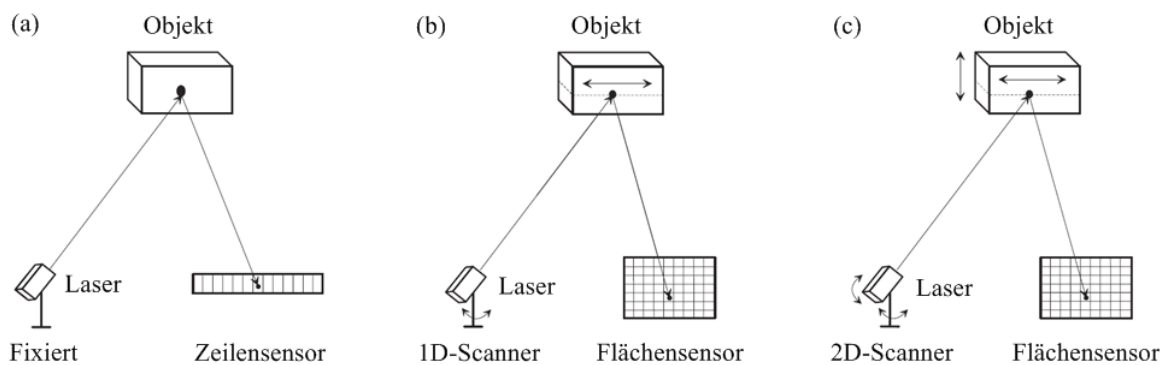 (a)
Objekt
Laser
Fixiert
Zeilensensor
(b)
Objekt
Laser
1D-Scanner
Flächensensor
(c)
Objekt
Laser
2D-Scanner
Flächensensor